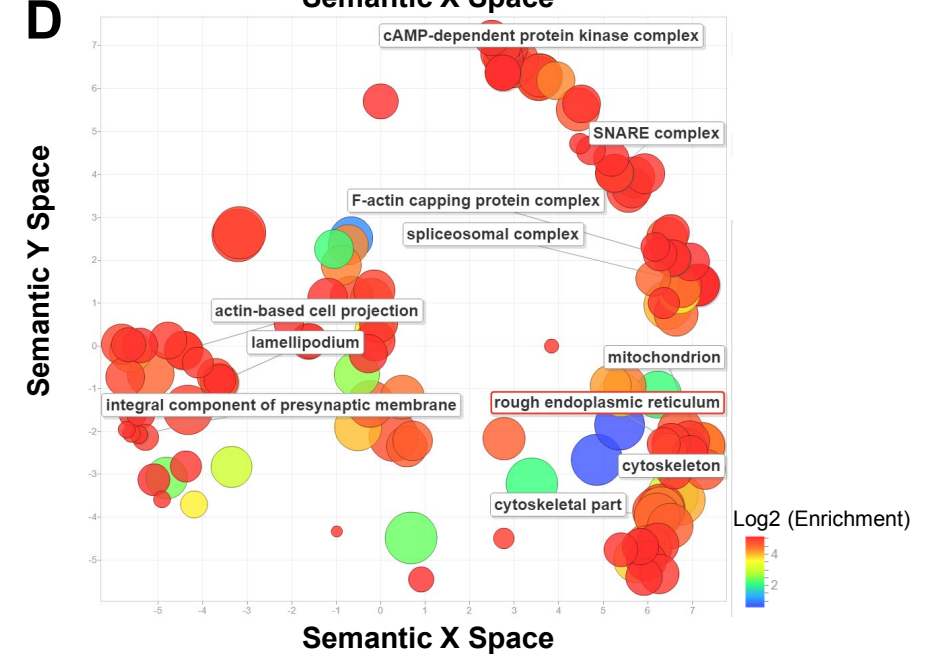 Semantic X Space
D
cAMP-dependent protein kinase complex
SNARE complex
F-actin capping protein complex
spliceosomal complex
actin-based cell projection
lamellipodium
mitochondrion
integral component of presynaptic membrane
rough endoplasmic reticulum
cytoskeleton
cytoskeletal part
Semantic Y Space
7
6
5
4
3
2
1
0
-1
-2
-3
-4
-5
-5 -4 -3 -2 -1 0 1 2 3 4 5 6 7
Semantic X Space
Log2 (Enrichment)
4
2